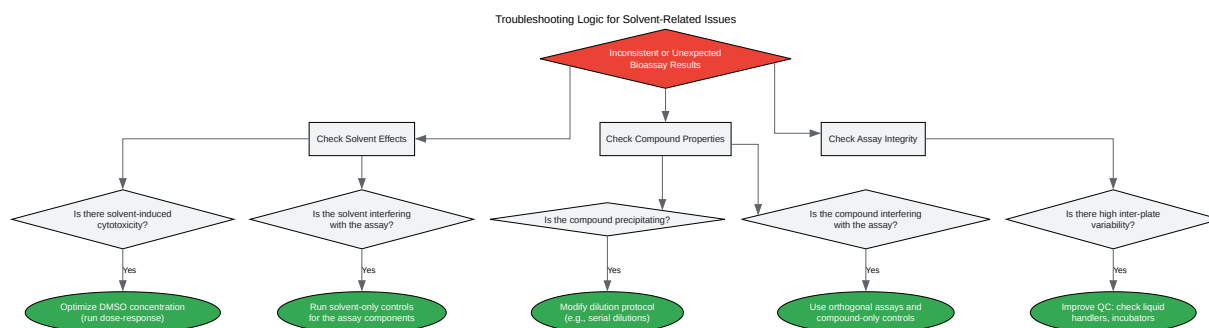 Troubleshooting Logic for Solvent-Related Issues
Inconsistent or Unexpected
Bioassay Results
Check Solvent Effects
Check Compound Properties
Check Assay Integrity
Is there solvent-induced
cytotoxicity?
Is the solvent interfering
with the assay?
Is the compound precipitating?
Is the compound interfering
with the assay?
Is there high inter-plate
variability?
Yes
Yes
Yes
Yes
Yes
Optimize DMSO concentration
(run dose-response)
Run solvent-only controls
for the assay components
Modify dilution protocol
(e.g., serial dilutions)
Use orthogonal assays and
compound-only controls
Improve QC: check liquid
handlers, incubators